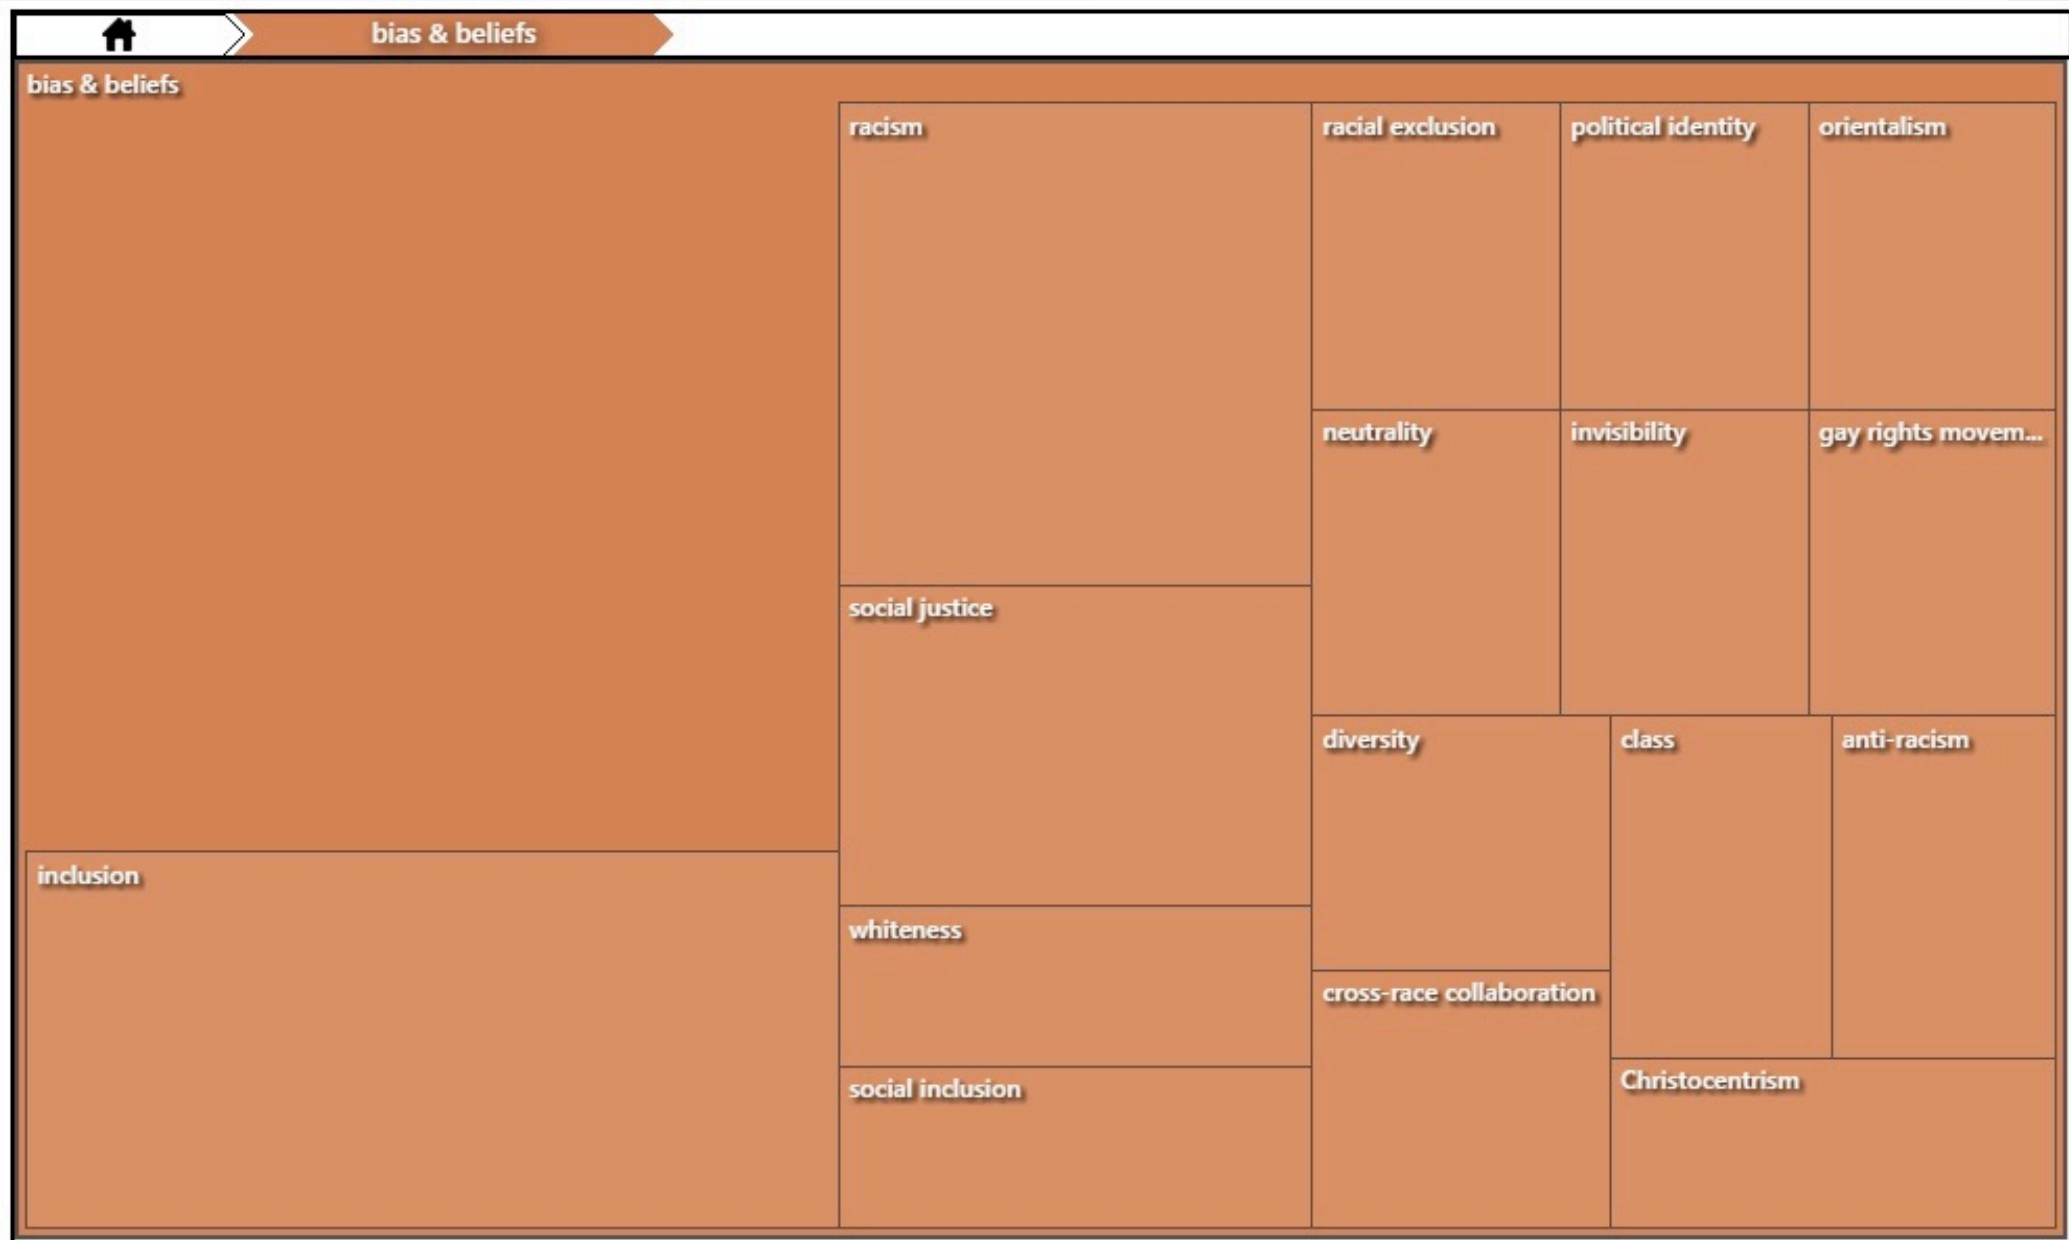 bias & beliefs
bias & beliefs
racism
racial exclusion
political identity
orientalism
neutrality
invisibility
gay rights movem...
social justice
diversity
class
anti-racism
inclusion
whiteness
cross-race collaboration
social inclusion
Christocentrism